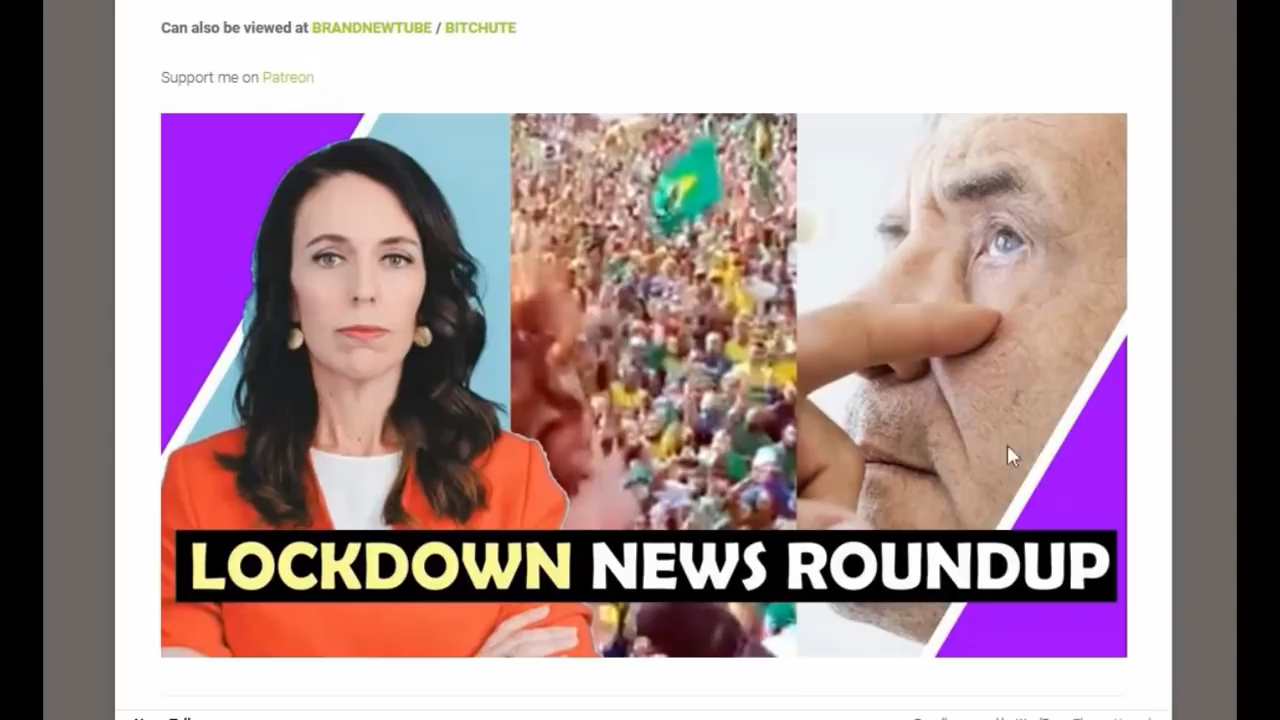 Can also be viewed at BRANDNEWTUBE / BITCHUTE
Support me on Patreon
LOCKDOWN NEWS ROUNDUP